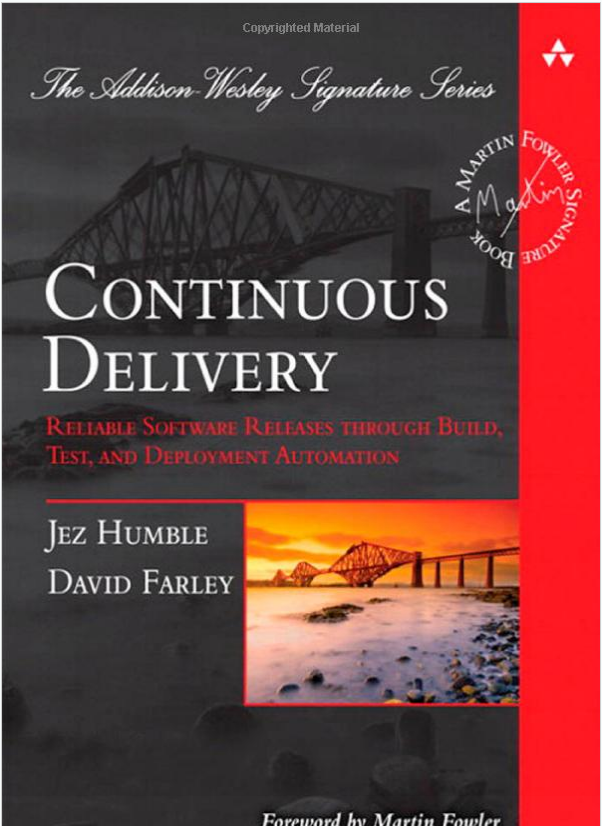 Copyrighted Material
The Addison-Wesley Signature Series
A MARTIN FOWLER SIGNATURE BOOK
Martin
CONTINUOUS
DELIVERY
RELIABLE SOFTWARE RELEASES THROUGH BUILD,
TEST, AND DEPLOYMENT AUTOMATION
JEZ HUMBLE
DAVID FARLEY
Foreword by Martin Fowler